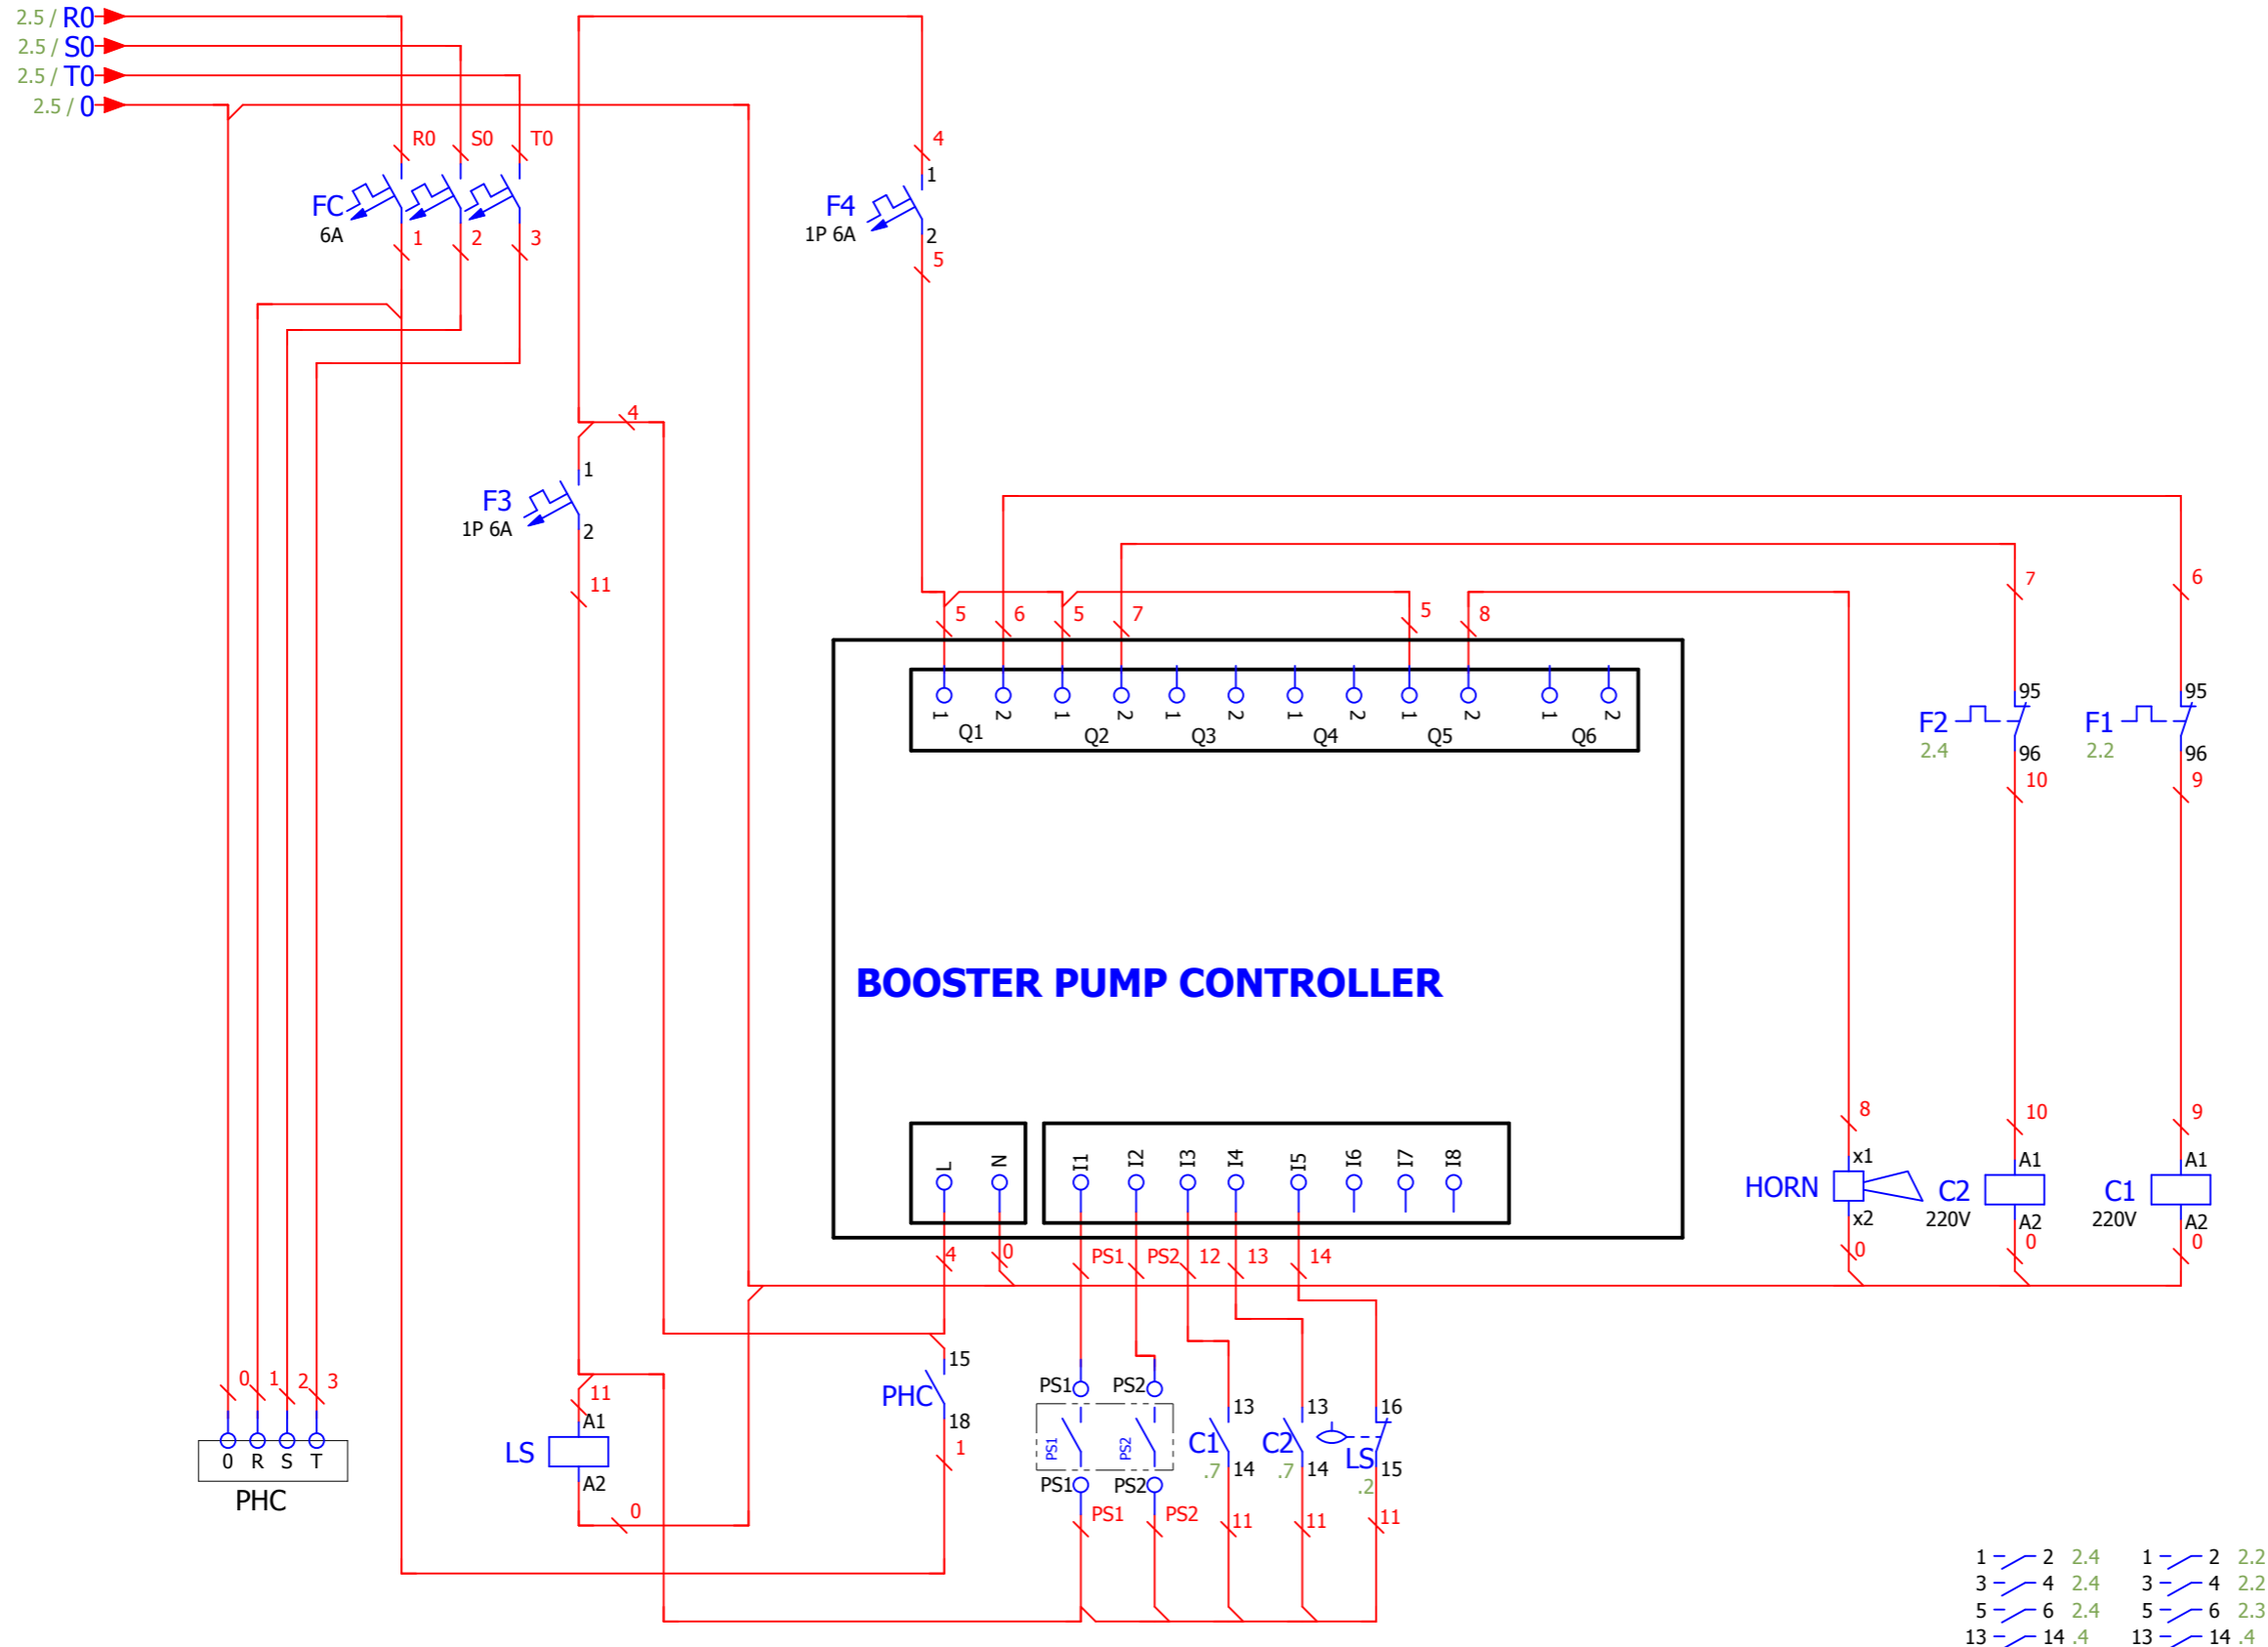 2.5 / R0
2.5 / S0
2.5 / T0
2.5 / 0
R0 S0 T0
FC
6A
1 2 3
4
1
F4
1P 6A
2
5
4
1
F3
1P 6A
2
11
7
6
5 6 5 7 5 8
1 2 1 2 1 2 1 2 1 2 1 2
Q1 Q2 Q3 Q4 Q5 Q6
95
F2
2.4
96
10
95
F1
2.2
96
9
BOOSTER PUMP CONTROLLER
L N I1 I2 I3 I4 I5 I6 I7 I8
8
x1
HORN
x2
0
10
A1
C2
220V
A2
0
9
A1
C1
220V
A2
0
4 0 PS1 PS2 12 13 14
0 1 2 3
0 R S T
PHC
11
A1
LS
A2
0
15
PHC
18
1
PS1 PS2
PS1 PS2
PS1 PS2
PS1 PS2
13
C1
.7 14
11
13
C2
.7 14
11
16
LS
.2 15
11
1 2 2.4 1 2 2.2
3 4 2.4 3 4 2.2
5 6 2.4 5 6 2.3
13 14 .4 13 14 .4